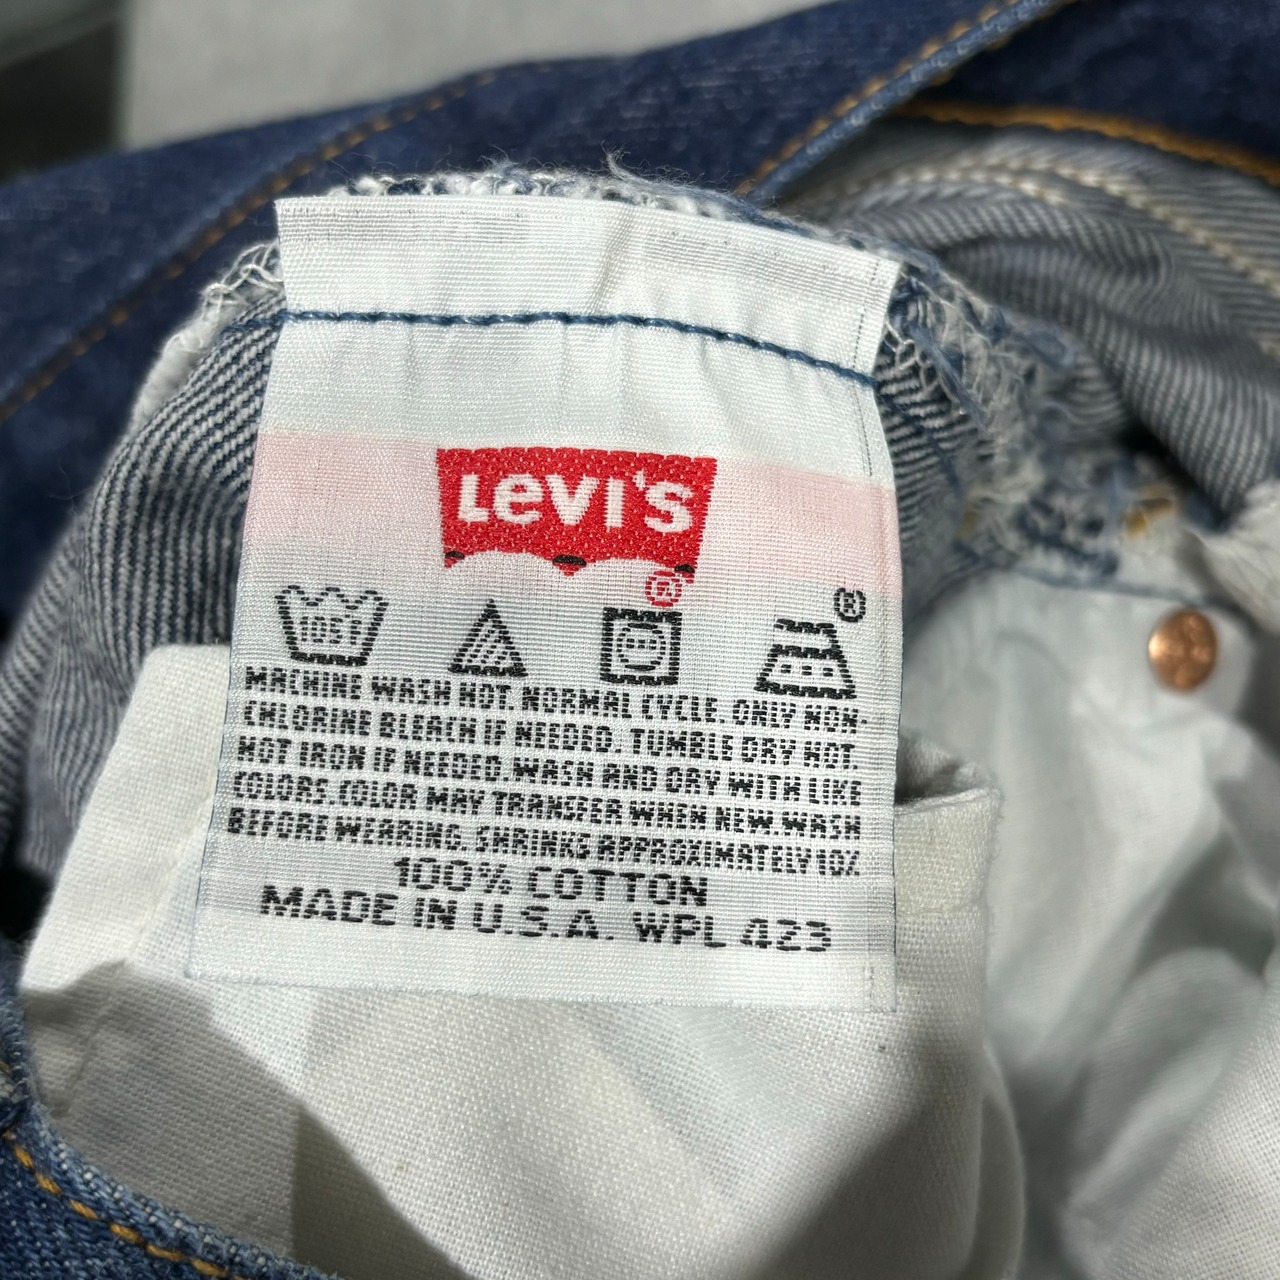 Levi's
®
®
105F
MACHINE WASH HOT. NORMAL CYCLE. ONLY NON-
CHLORINE BLEACH IF NEEDED. TUMBLE DRY HOT.
HOT IRON IF NEEDED. WASH AND DRY WITH LIKE
COLORS. COLOR MAY TRANSFER WHEN NEW. WASH
BEFORE WEARING. SHRINKS APPROXIMATELY 10%
100% COTTON
MADE IN U.S.A. WPL 423